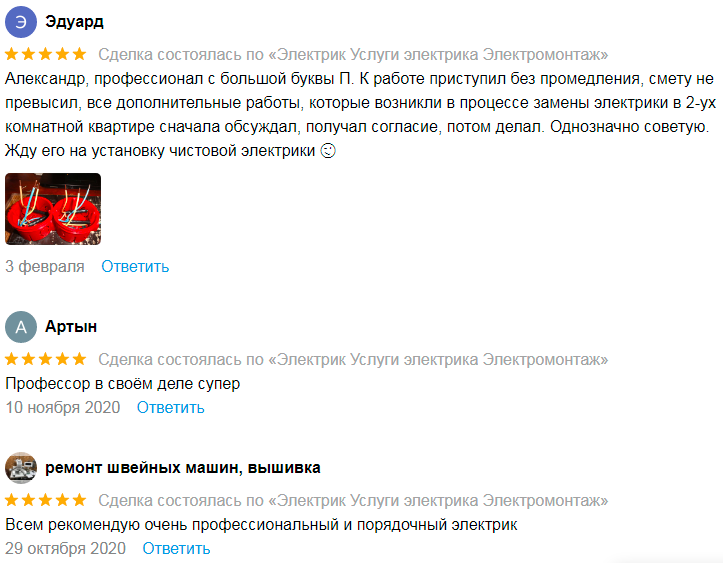 Э Эдуард
Сделка состоялась по «Электрик Услуги электрика Электромонтаж»
Александр, профессионал с большой буквы П. К работе приступил без промедления, смету не
превысил, все дополнительные работы, которые возникли в процессе замены электрики в 2-ух
комнатной квартире сначала обсуждал, получал согласие, потом делал. Однозначно советую.
Жду его на установку чистовой электрики 🙂
3 февраля Ответить
А Артын
Сделка состоялась по «Электрик Услуги электрика Электромонтаж»
Профессор в своём деле супер
10 ноября 2020 Ответить
ремонт швейных машин, вышивка
Сделка состоялась по «Электрик Услуги электрика Электромонтаж»
Всем рекомендую очень профессиональный и порядочный электрик
29 октября 2020 Ответить